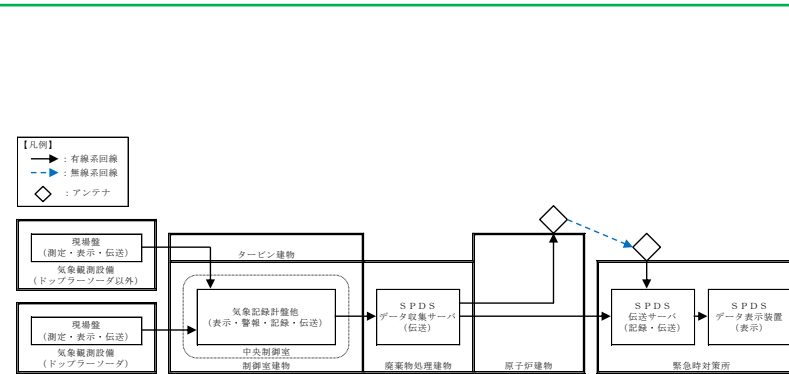 【凡例】
：有線系回線
：無線系回線
：アンテナ
現場盤
（測定・表示・伝送）
気象観測設備
（ドップラーソーダ以外）
現場盤
（測定・表示・伝送）
気象観測設備
（ドップラーソーダ）
タービン建物
気象記録計盤他
（表示・警報・記録・伝送）
中央制御室
制御室建物
ＳＰＤＳ
データ収集サーバ
（伝送）
廃棄物処理建物
原子炉建物
ＳＰＤＳ
伝送サーバ
（記録・伝送）
ＳＰＤＳ
データ表示装置
（表示）
緊急時対策所